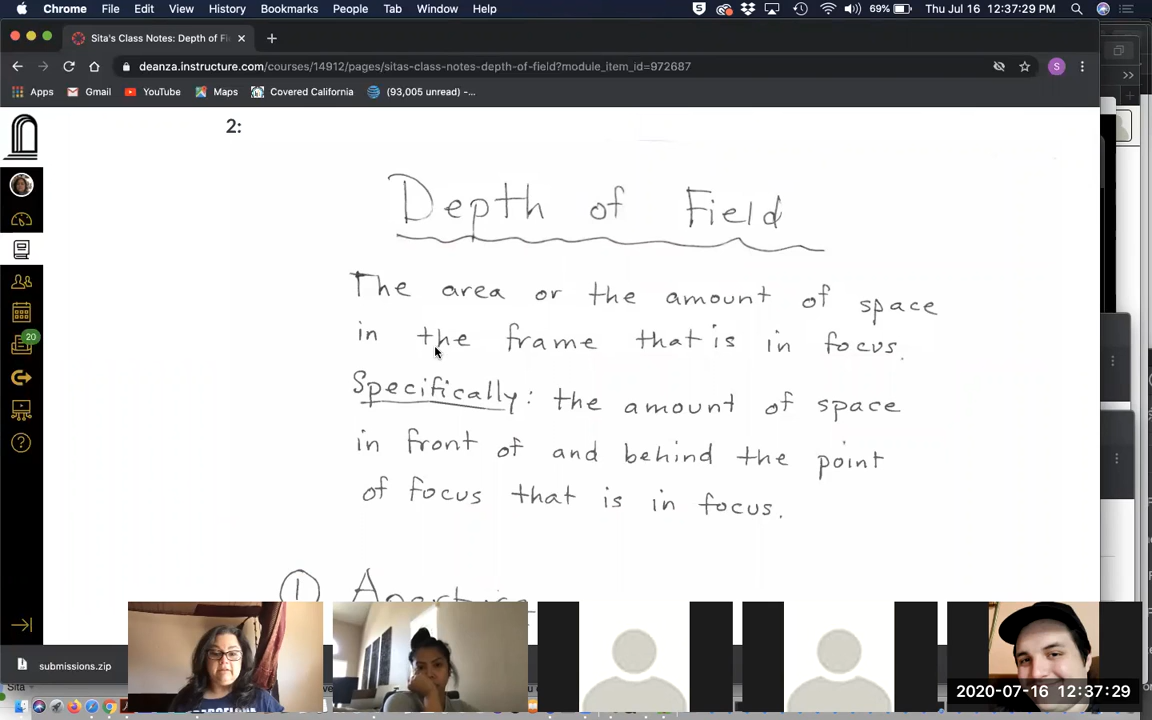 Chrome File Edit View History Bookmarks People Tab Window Help 69% Thu Jul 16 12:37:29 PM
Sita's Class Notes: Depth of Fi
deanza.instructure.com/courses/14912/pages/sitas-class-notes-depth-of-field?module_item_id=972687
Apps Gmail YouTube Maps Covered California (93,005 unread) -...
2:
Depth of Field
The area or the amount of space
in the frame that is in focus.
Specifically: the amount of space
in front of and behind the point
of focus that is in focus.
20
1 Aperture
submissions.zip
Sita
2020-07-16 12:37:29